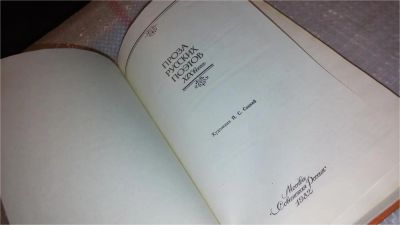 ПРОЗА
РУССКИХ
ПОЭТОВ
XIX века
Художник П. С.
Москва
«Советская Россия»
1982